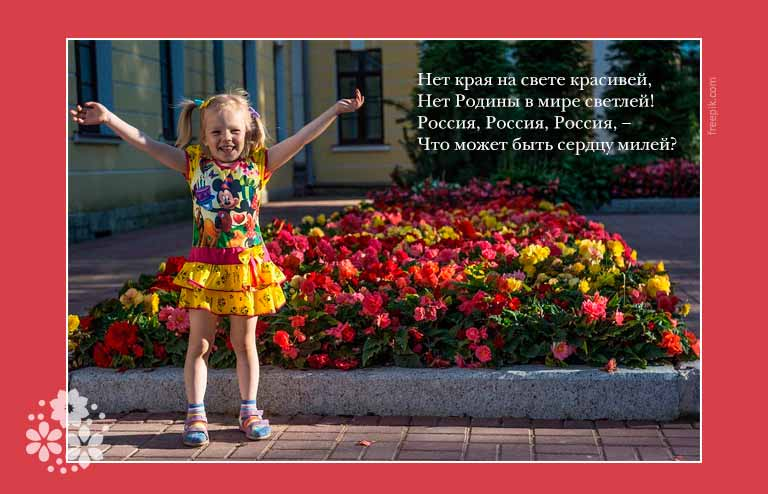 Нет края на свете красивей,
Нет Родины в мире светлей!
Россия, Россия, Россия, –
Что может быть сердцу милей?
freepik.com